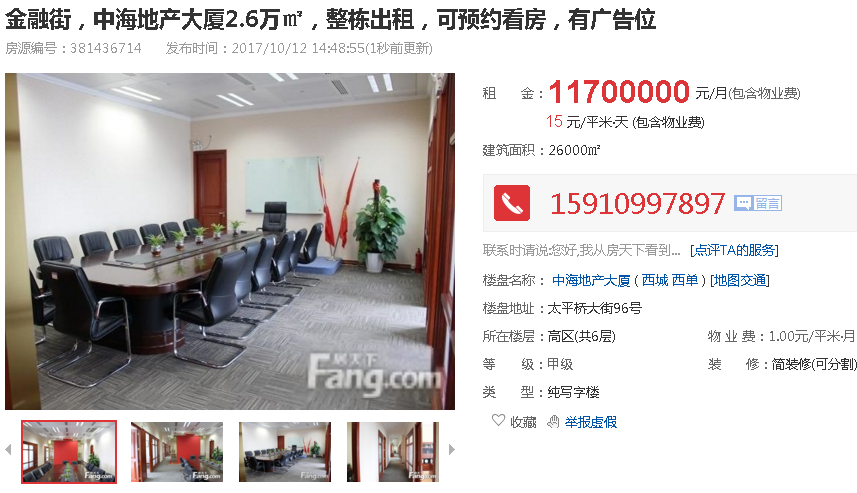 金融街，中海地产大厦2.6万㎡，整栋出租，可预约看房，有广告位
房源编号：381436714 发布时间：2017/10/12 14:48:55(1秒前更新)
租 金：11700000 元/月(包含物业费)
15 元/平米·天 (包含物业费)
建筑面积：26000㎡
15910997897 留言
联系时请说:您好,我从房天下看到... [点评TA的服务]
楼盘名称： 中海地产大厦 ( 西城 西单 ) [地图交通]
楼盘地址：太平桥大街96号
所在楼层：高区(共6层) 物 业 费：1.00元/平米·月
等 级：甲级 装 修：简装修(可分割)
类 型：纯写字楼
收藏 举报虚假
房天下
Fang.com